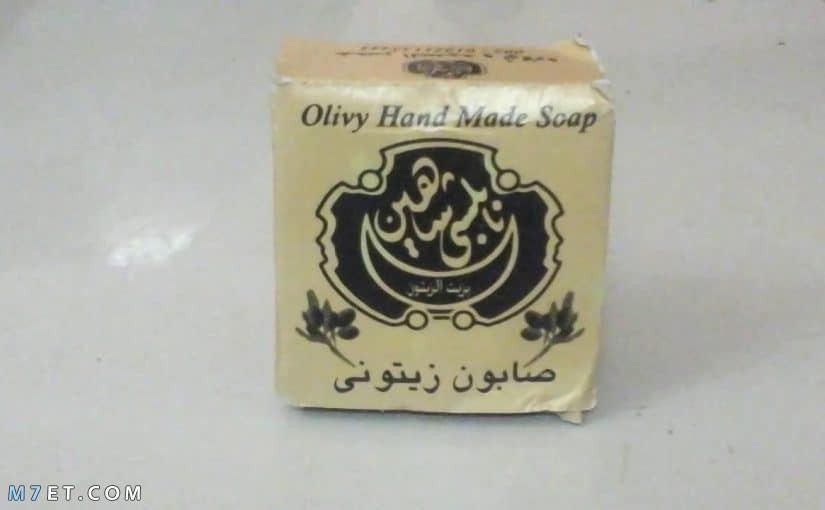 Olivy Hand Made Soap
نابلسي شاهين
بزيت الزيتون
صابون زيتونى
M7ET.COM